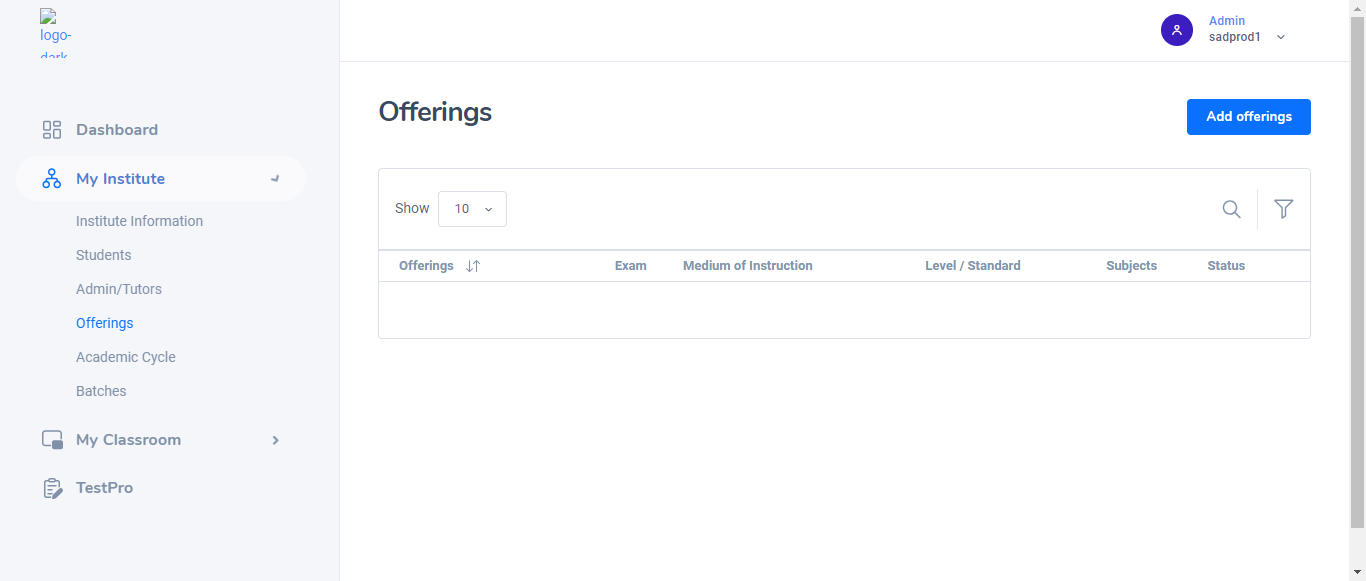 logo-
dark
Admin
sadprod1
Offerings
Add offerings
Dashboard
My Institute
Institute Information
Students
Admin/Tutors
Offerings
Academic Cycle
Batches
My Classroom
TestPro
Show 10
Offerings Exam Medium of Instruction Level / Standard Subjects Status